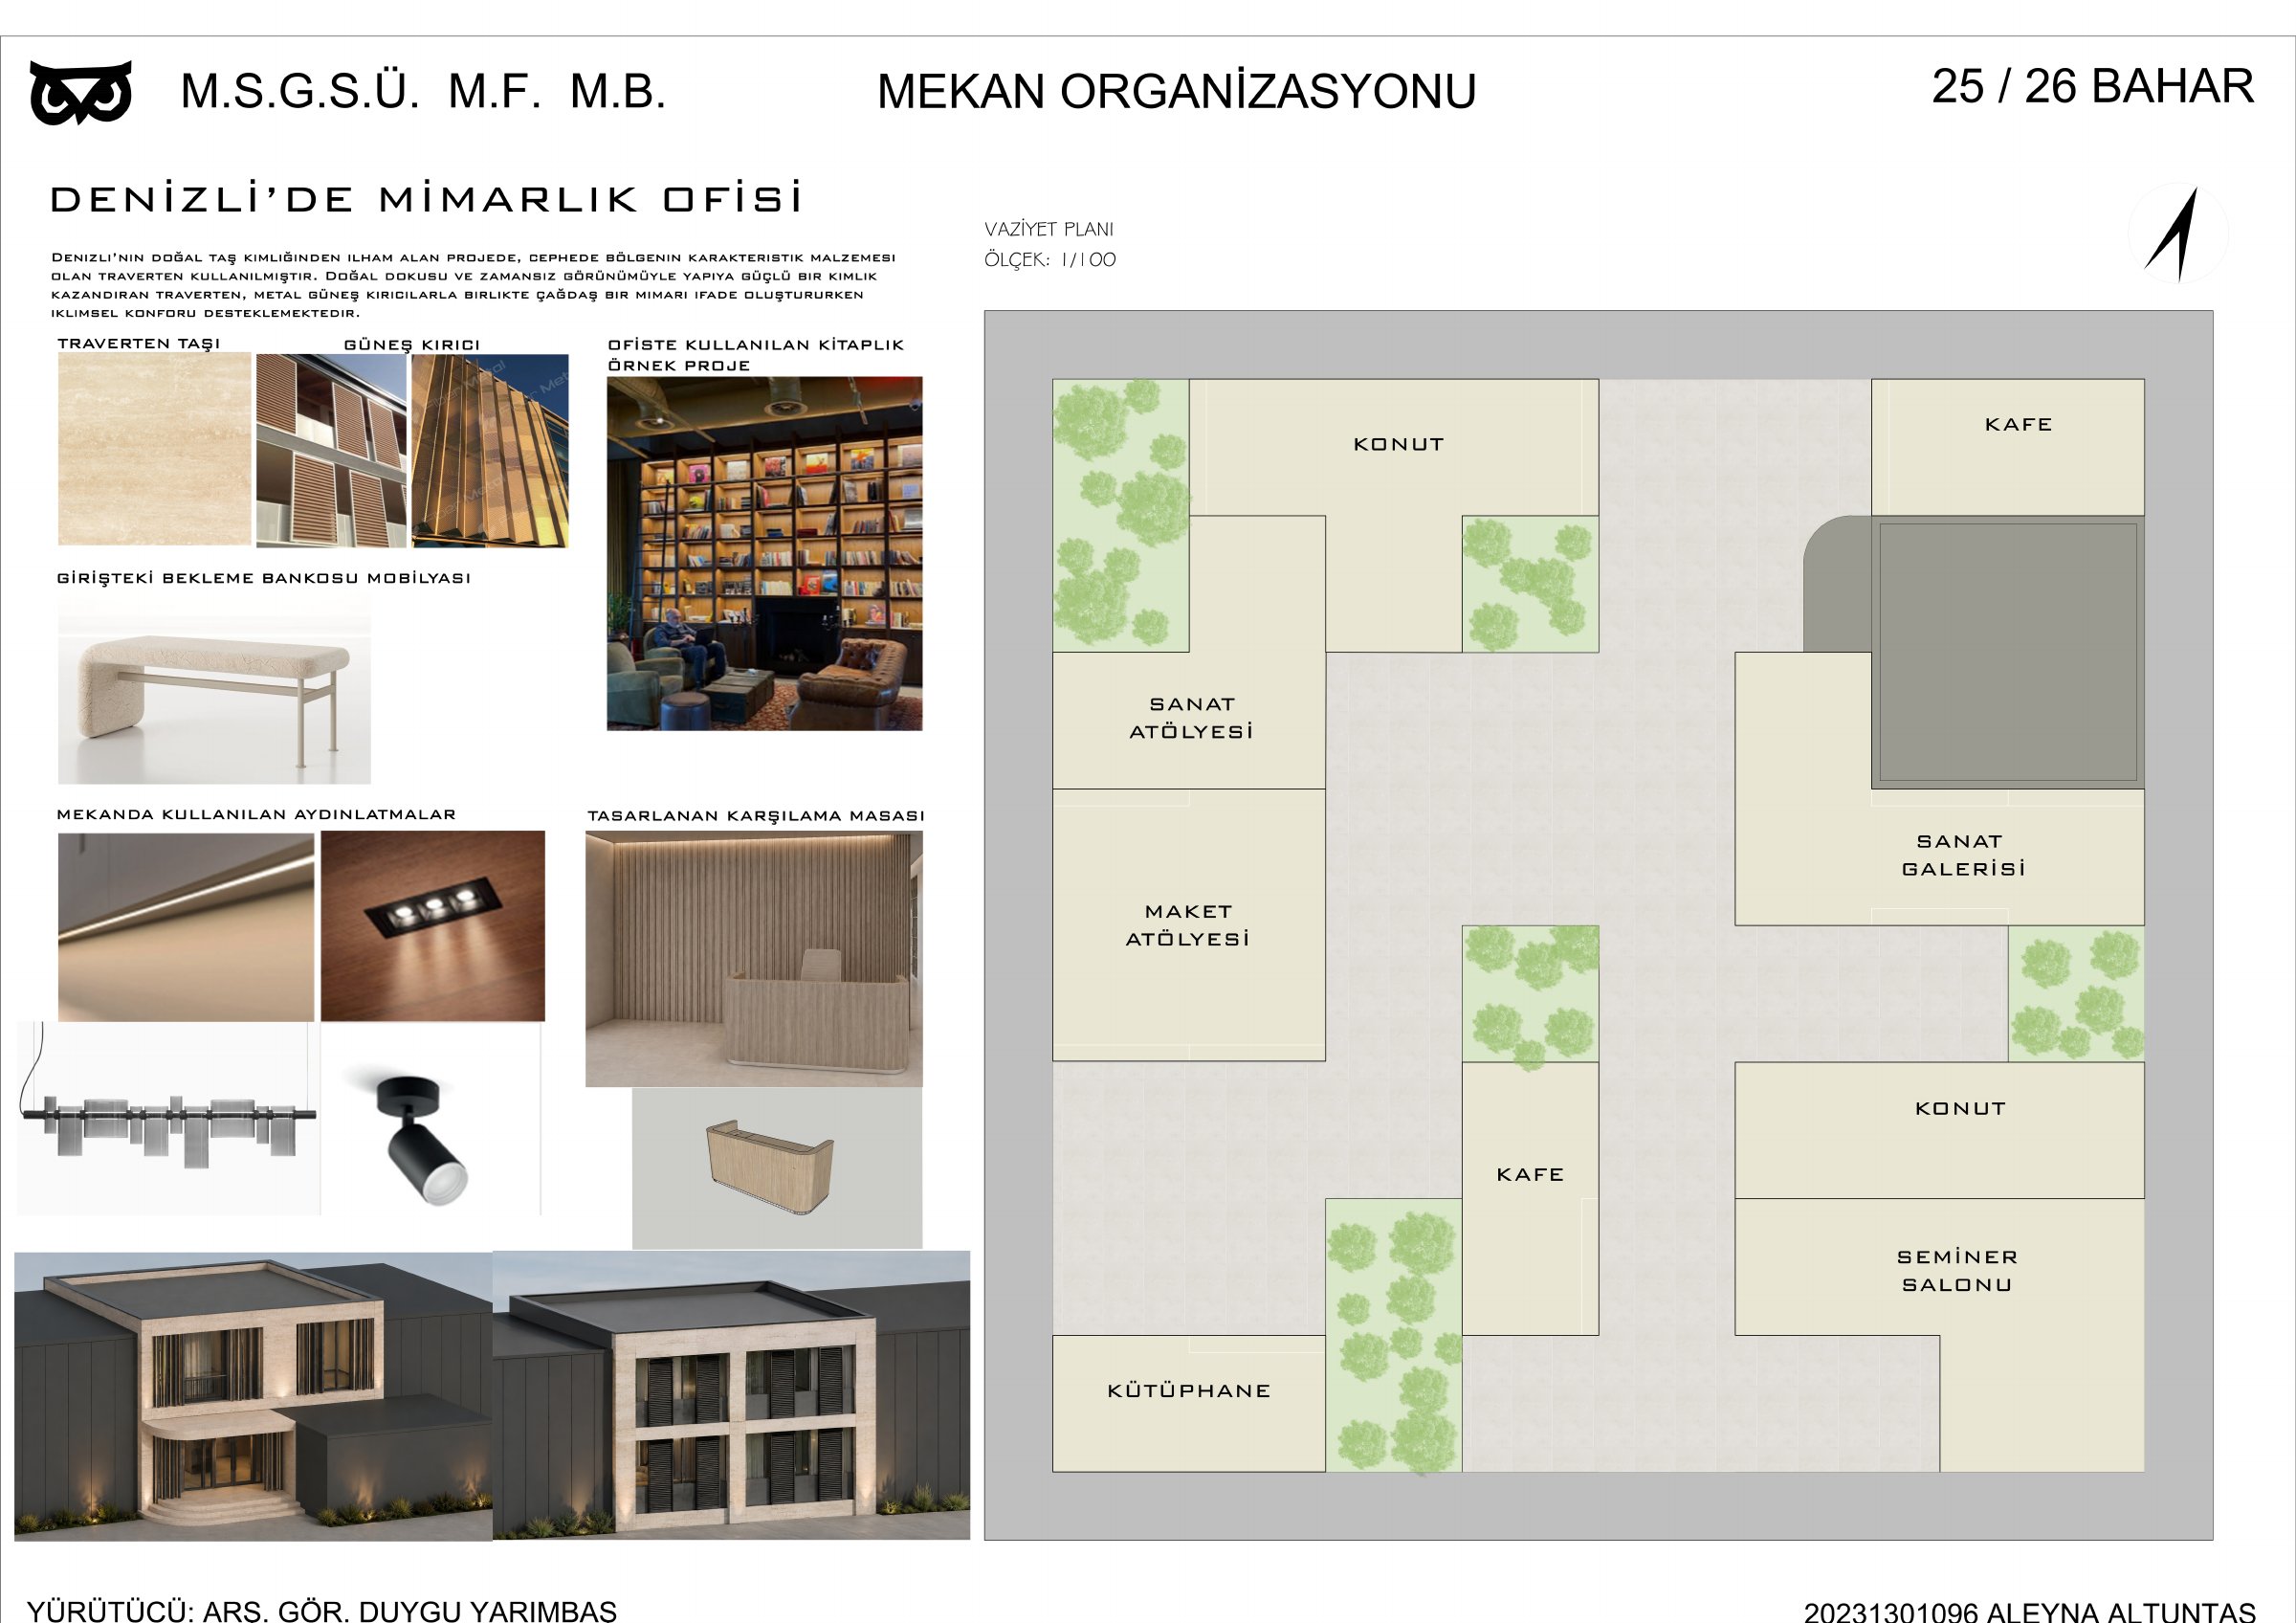 M.S.G.S.Ü. M.F. M.B.
MEKAN ORGANİZASYONU
25 / 26 BAHAR
DENİZLİ'DE MİMARLIK OFİSİ
DENIZLI'NIN DOĞAL TAŞ KIMLIĞINDEN ILHAM ALAN PROJEDE, CEPHEDE BÖLGENIN KARAKTERISTIK MALZEMESI
OLAN TRAVERTEN KULLANILMIŞTIR. DOĞAL DOKUSU VE ZAMANSIZ GÖRÜNÜMÜYLE YAPIYA GÜÇLÜ BIR KIMLIK
KAZANDIRAN TRAVERTEN, METAL GÜNEŞ KIRICILARLA BIRLIKTE ÇAĞDAŞ BIR MIMARI IFADE OLUŞTURURKEN
IKLIMSEL KONFORU DESTEKLEMEKTEDIR.
TRAVERTEN TAŞI
GÜNEŞ KIRICI
OFİSTE KULLANILAN KİTAPLIK
ÖRNEK PROJE
GİRİŞTEKİ BEKLEME BANKOSU MOBİLYASI
MEKANDA KULLANILAN AYDINLATMALAR
TASARLANAN KARŞILAMA MASASI
VAZİYET PLANI
ÖLÇEK: 1/100
KONUT
KAFE
SANAT
ATÖLYESİ
SANAT
GALERİSİ
MAKET
ATÖLYESİ
KONUT
KAFE
SEMİNER
SALONU
KÜTÜPHANE
YÜRÜTÜCÜ: ARŞ. GÖR. DUYGU YARIMBAŞ
20231301096 ALEYNA ALTUNTAŞ